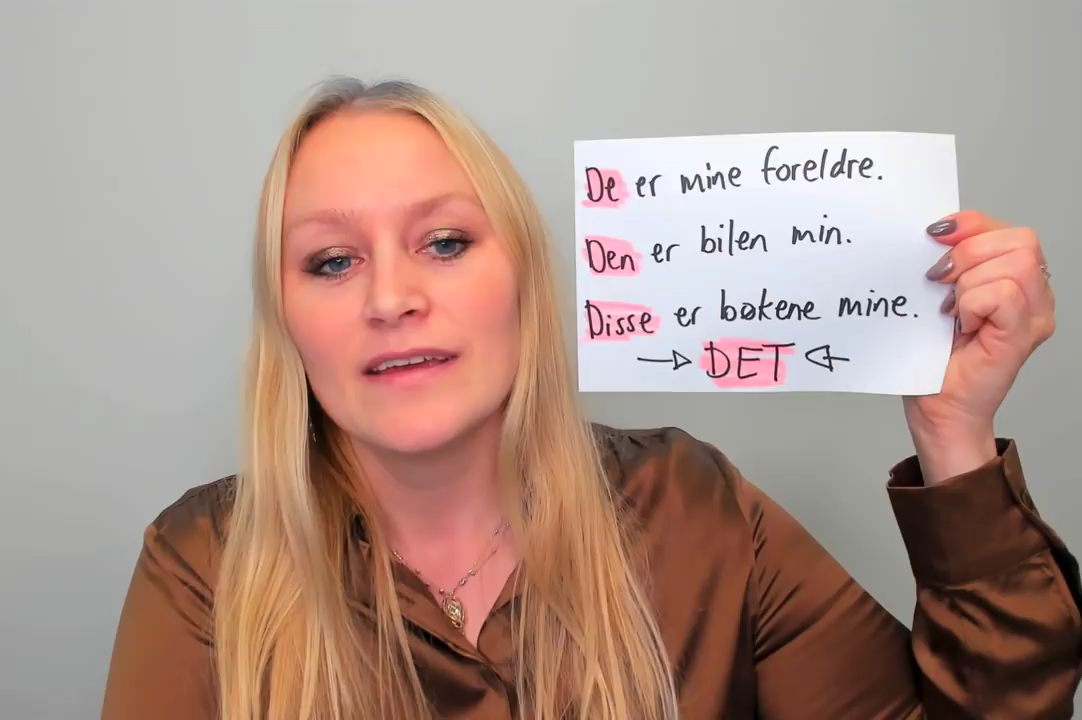 De er mine foreldre.
Den er bilen min.
Disse er bøkene mine.
→ DET ←